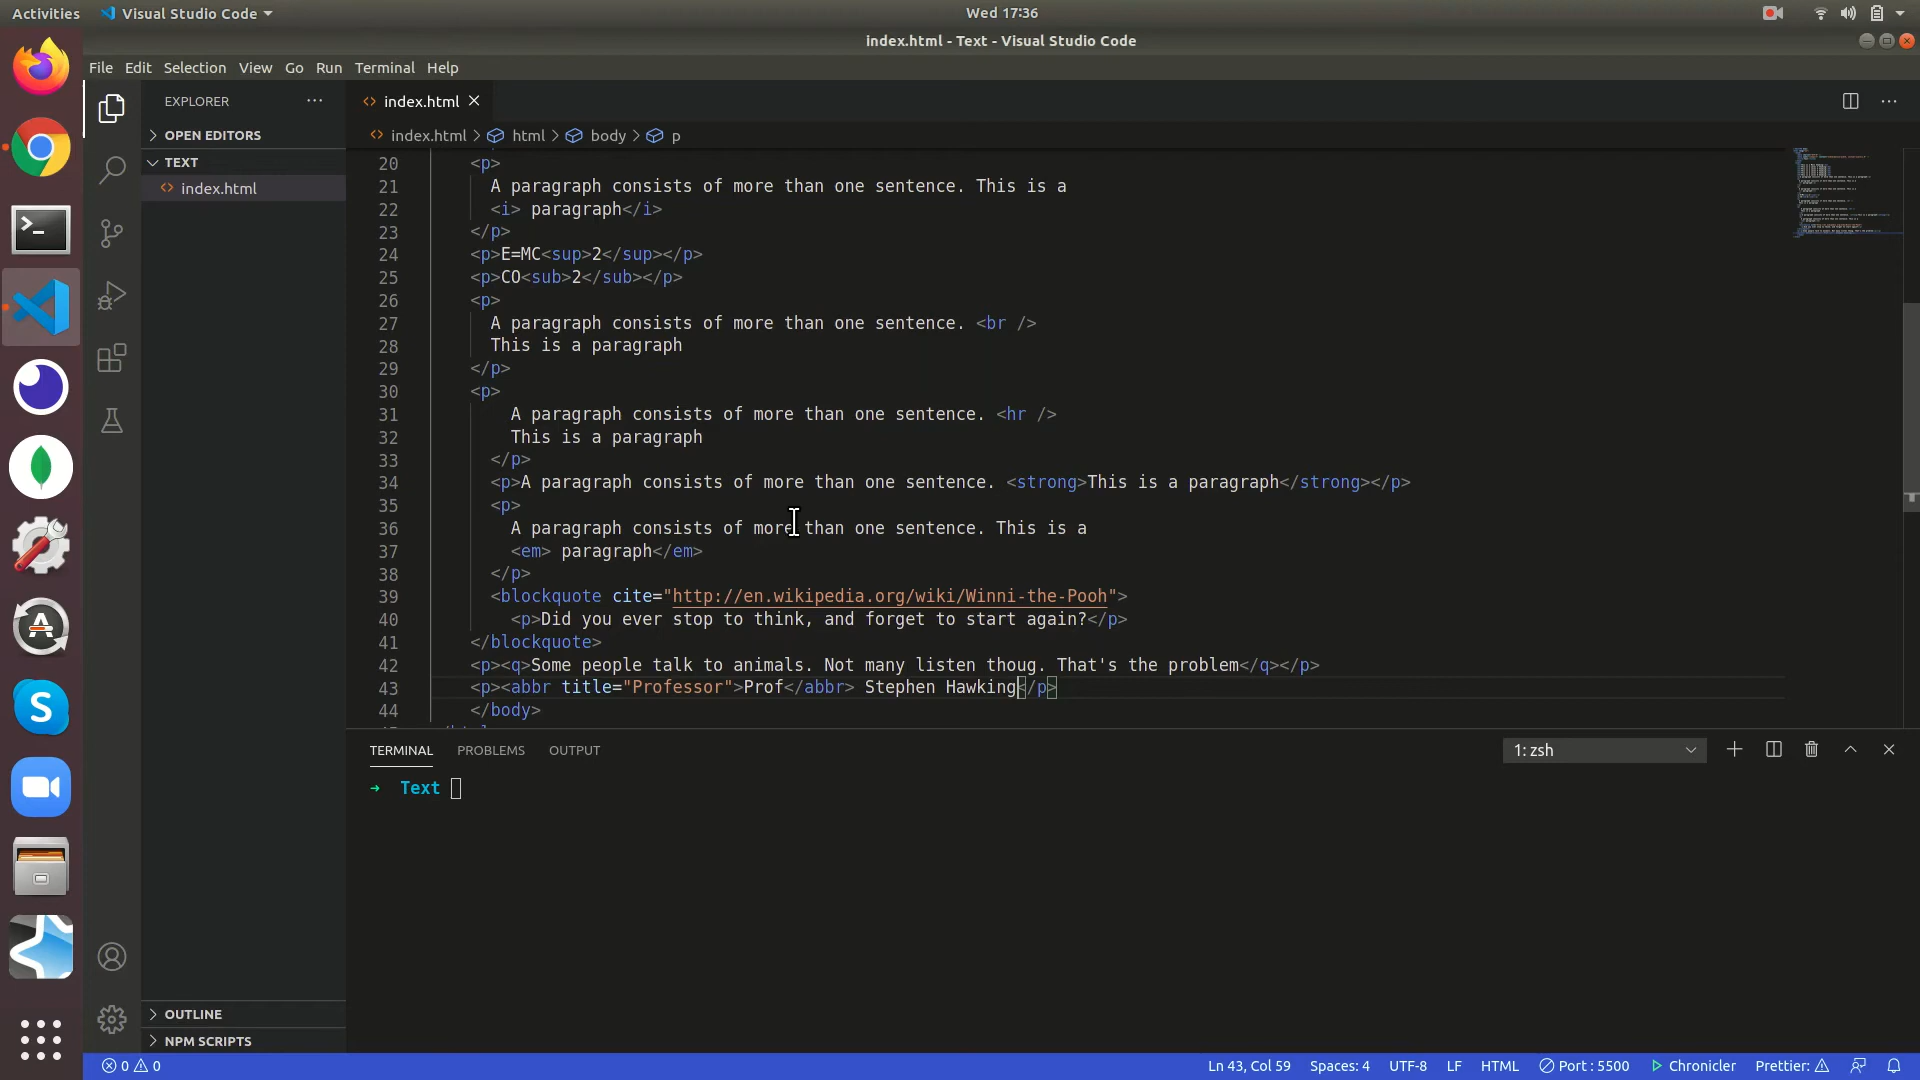 Activities Visual Studio Code Wed 17:36
index.html - Text - Visual Studio Code
File Edit Selection View Go Run Terminal Help
EXPLORER
OPEN EDITORS
TEXT
index.html
OUTLINE
NPM SCRIPTS
index.html
index.html > html > body > p
20 <p>
21 A paragraph consists of more than one sentence. This is a
22 <i> paragraph</i>
23 </p>
24 <p>E=MC<sup>2</sup></p>
25 <p>CO<sub>2</sub></p>
26 <p>
27 A paragraph consists of more than one sentence. <br />
28 This is a paragraph
29 </p>
30 <p>
31 A paragraph consists of more than one sentence. <hr />
32 This is a paragraph
33 </p>
34 <p>A paragraph consists of more than one sentence. <strong>This is a paragraph</strong></p>
35 <p>
36 A paragraph consists of more than one sentence. This is a
37 <em> paragraph</em>
38 </p>
39 <blockquote cite="http://en.wikipedia.org/wiki/Winni-the-Pooh">
40 <p>Did you ever stop to think, and forget to start again?</p>
41 </blockquote>
42 <p><q>Some people talk to animals. Not many listen thoug. That's the problem</q></p>
43 <p><abbr title="Professor">Prof</abbr> Stephen Hawking</p>
44 </body>
TERMINAL PROBLEMS OUTPUT 1: zsh
→ Text
0 0 Ln 43, Col 59 Spaces: 4 UTF-8 LF HTML Port : 5500 Chronicler Prettier: